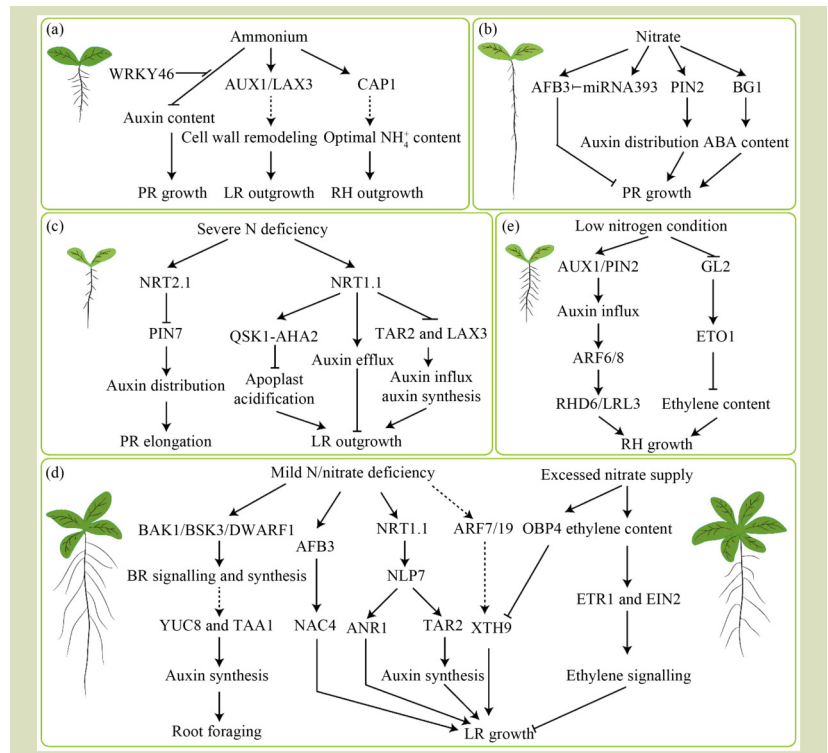 (a)
Ammonium
WRKY46
AUX1/LAX3
CAP1
Auxin content
Cell wall remodeling
Optimal NH₄⁺ content
PR growth
LR outgrowth
RH outgrowth
(b)
Nitrate
AFB3
miRNA393
PIN2
BG1
Auxin distribution
ABA content
PR growth
(c)
Severe N deficiency
NRT2.1
NRT1.1
PIN7
QSK1-AHA2
TAR2 and LAX3
Auxin efflux
Auxin distribution
Apoplast
acidification
Auxin influx
auxin synthesis
PR elongation
LR outgrowth
(e)
Low nitrogen condition
AUX1/PIN2
GL2
Auxin influx
ETO1
ARF6/8
RHD6/LRL3
Ethylene content
RH growth
(d)
Mild N/nitrate deficiency
Excessed nitrate supply
BAK1/BSK3/DWARF1
AFB3
NRT1.1
ARF7/19
OBP4
ethylene content
BR signalling and synthesis
NLP7
ETR1 and EIN2
YUC8 and TAA1
NAC4
ANR1
TAR2
XTH9
Auxin synthesis
Auxin synthesis
Ethylene signalling
Root foraging
LR growth